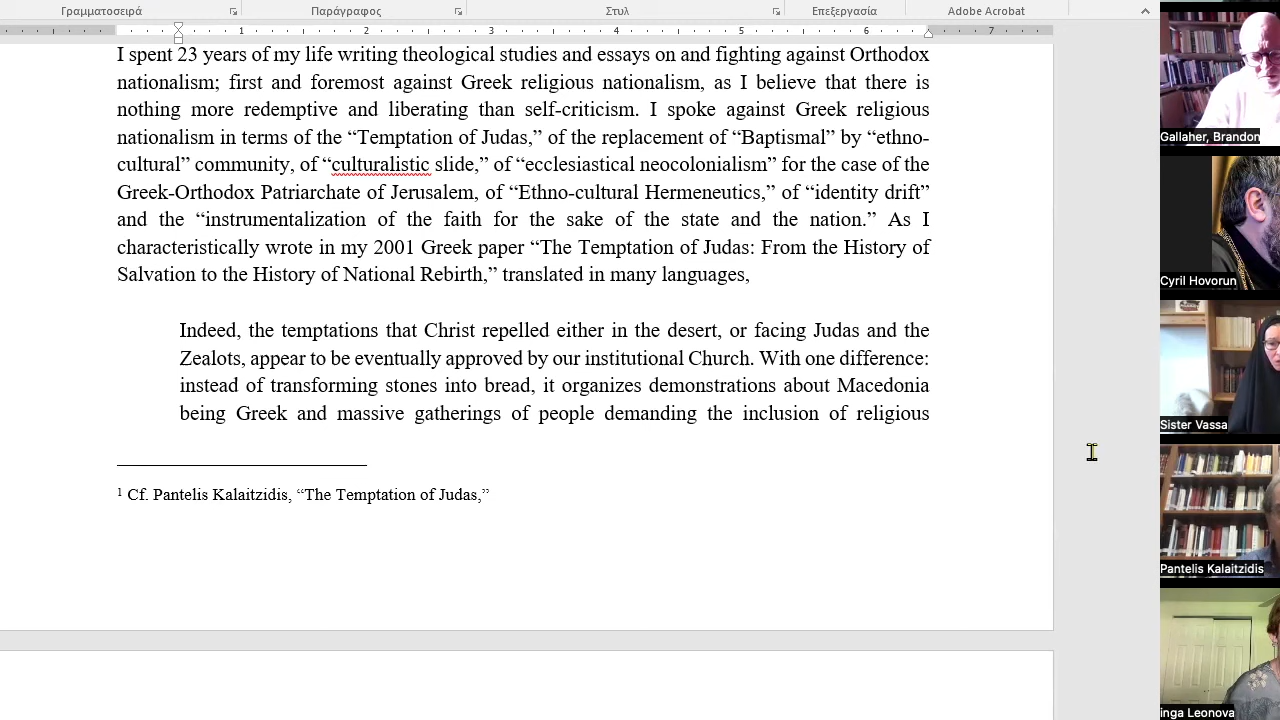 Γραμματοσειρά
Παράγραφος
Στυλ
Επεξεργασία
Adobe Acrobat
1 2 3 4 5 6 7
I spent 23 years of my life writing theological studies and essays on and fighting against Orthodox
nationalism; first and foremost against Greek religious nationalism, as I believe that there is
nothing more redemptive and liberating than self-criticism. I spoke against Greek religious
nationalism in terms of the “Temptation of Judas,” of the replacement of “Baptismal” by “ethno-
cultural” community, of “culturalistic slide,” of “ecclesiastical neocolonialism” for the case of the
Greek-Orthodox Patriarchate of Jerusalem, of “Ethno-cultural Hermeneutics,” of “identity drift”
and the “instrumentalization of the faith for the sake of the state and the nation.” As I
characteristically wrote in my 2001 Greek paper “The Temptation of Judas: From the History of
Salvation to the History of National Rebirth,” translated in many languages,
Indeed, the temptations that Christ repelled either in the desert, or facing Judas and the
Zealots, appear to be eventually approved by our institutional Church. With one difference:
instead of transforming stones into bread, it organizes demonstrations about Macedonia
being Greek and massive gatherings of people demanding the inclusion of religious
1 Cf. Pantelis Kalaitzidis, “The Temptation of Judas,”
Gallaher, Brandon
Cyril Hovorun
Sister Vassa
Pantelis Kalaitzidis
inga Leonova